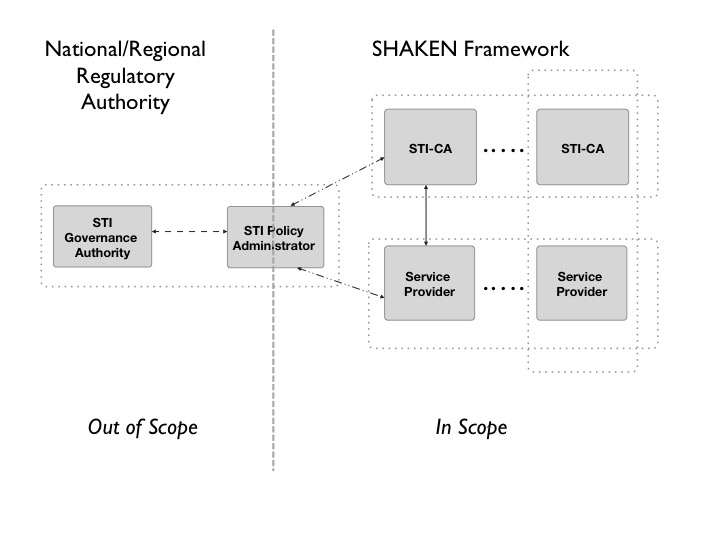 National/Regional
Regulatory
Authority
SHAKEN Framework
STI-CA
STI-CA
STI
Governance
Authority
STI Policy
Administrator
Service
Provider
Service
Provider
Out of Scope
In Scope